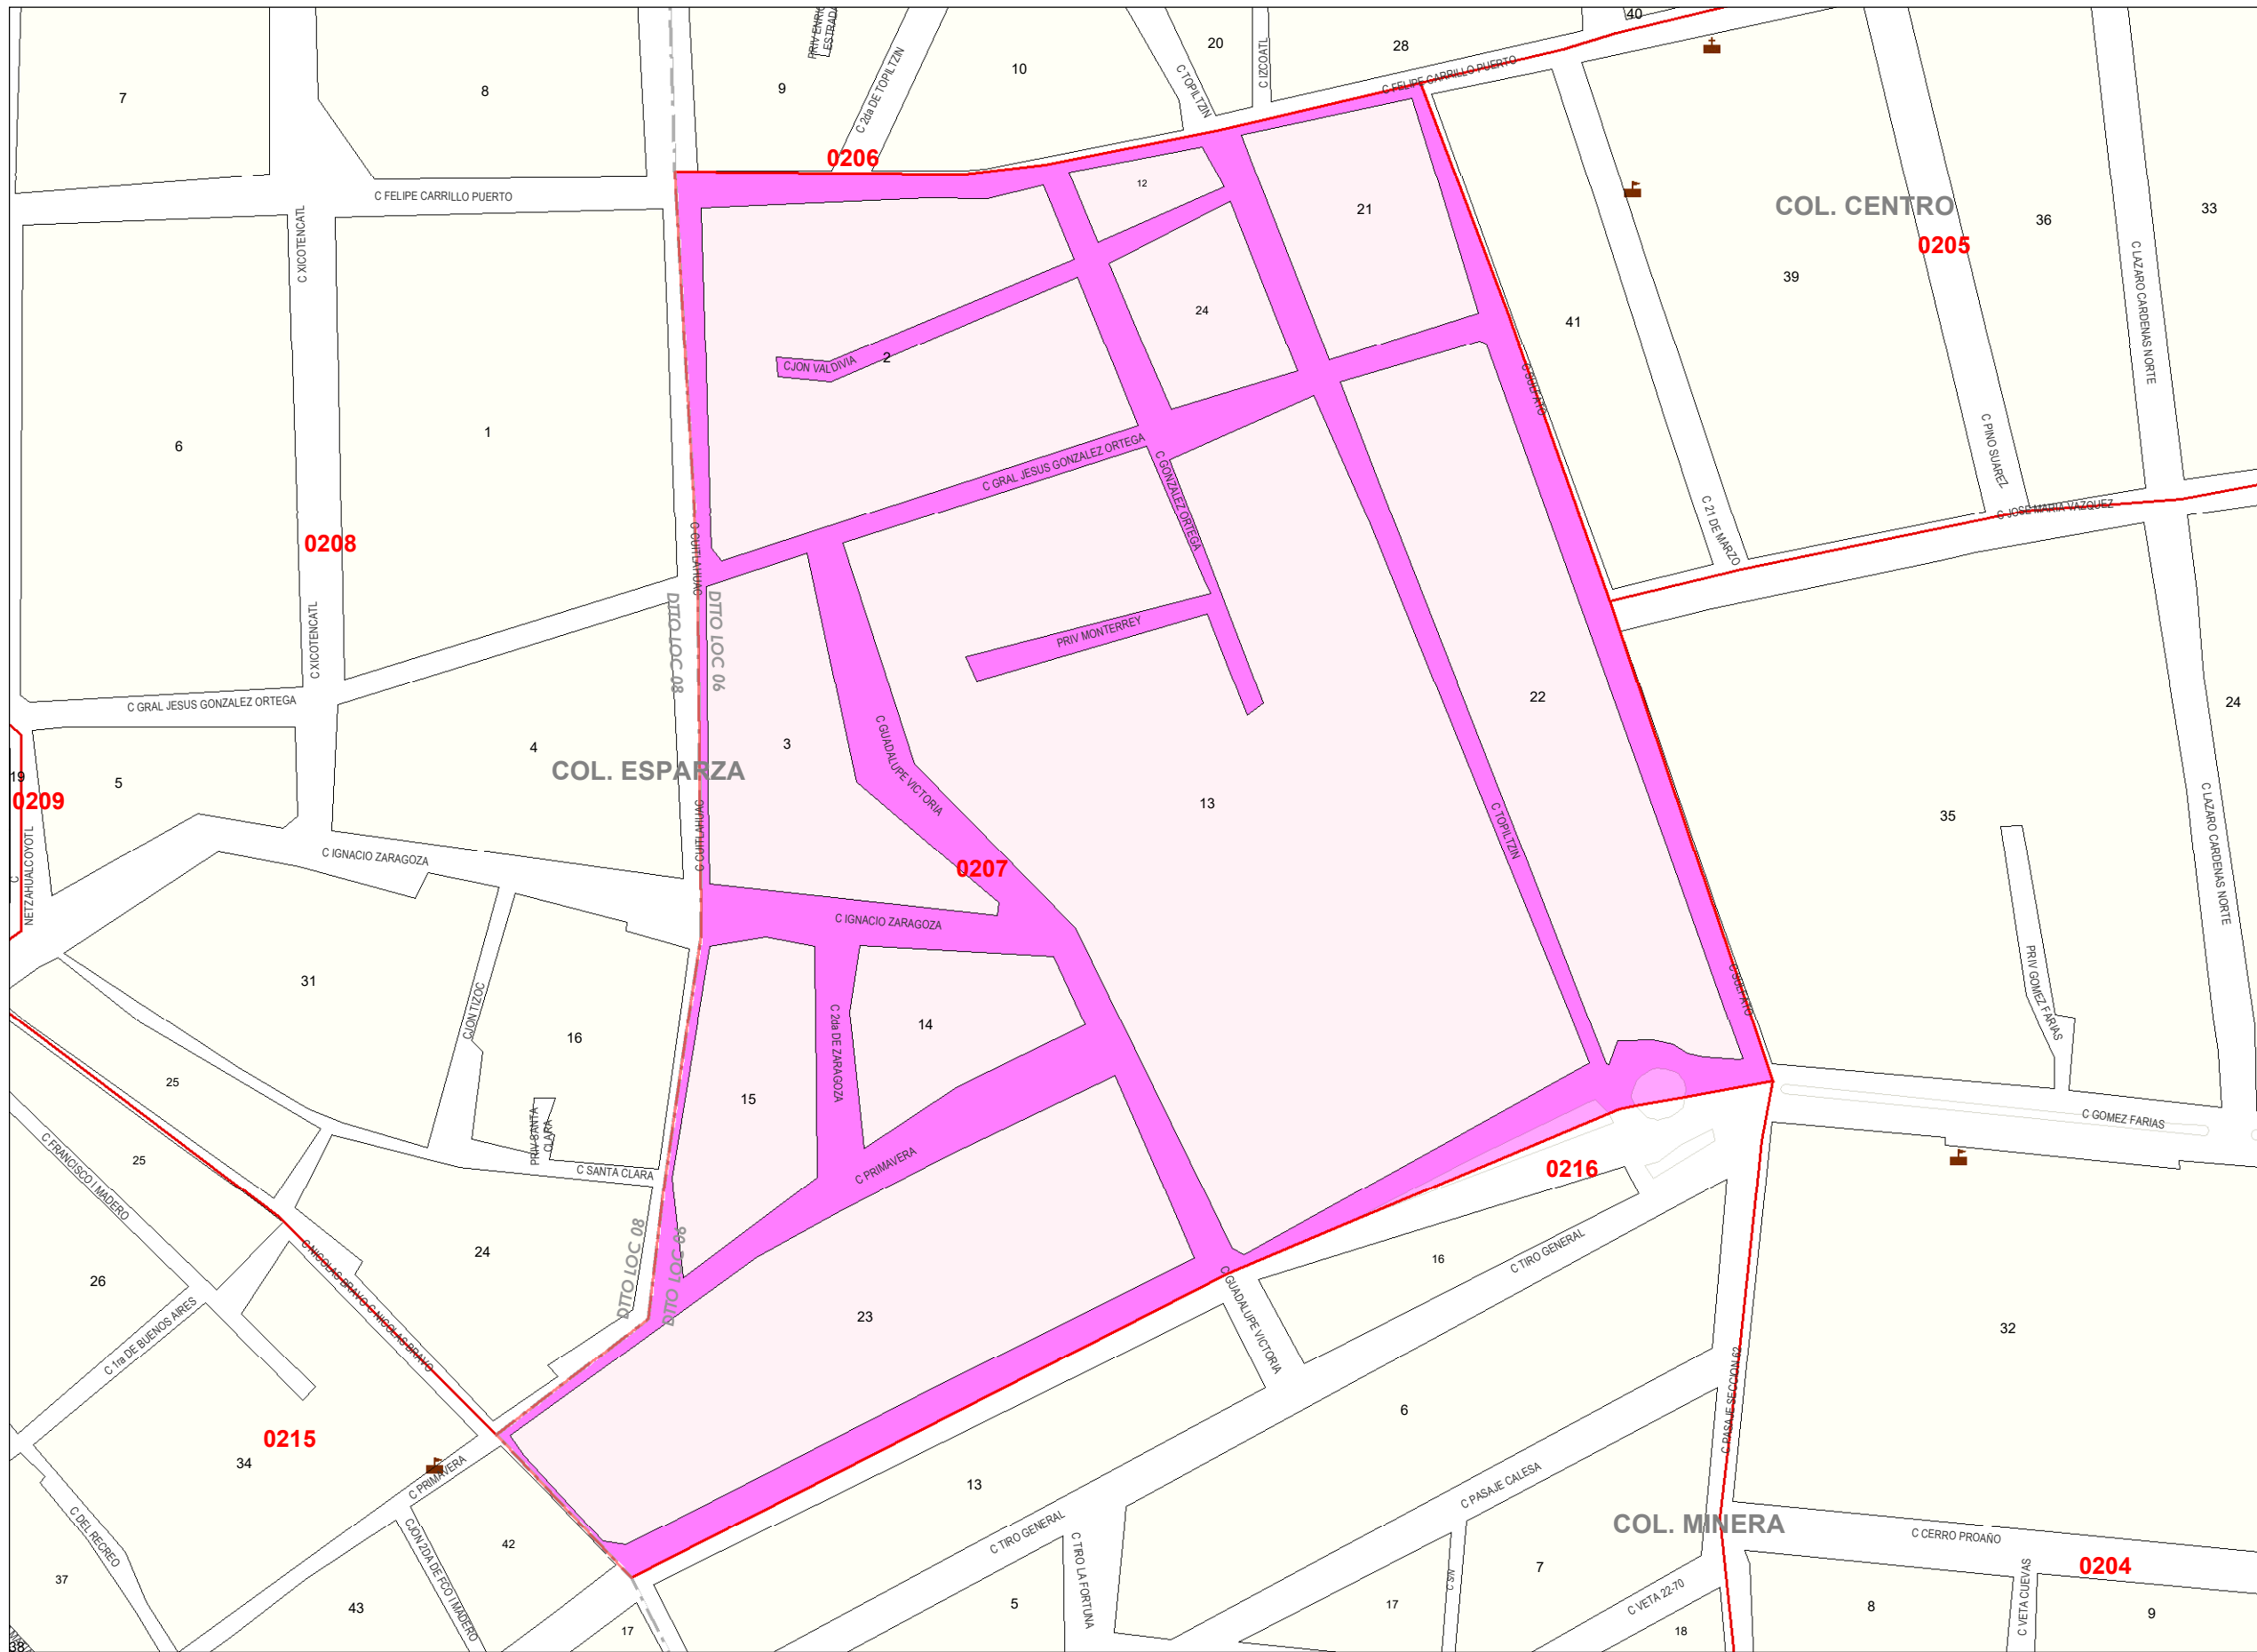 40
PRIV ENRIQ
ESTRADA
C 2da DE TOPILTZIN
20
C IZCOATL
28
10
C TOPILTZIN
9
8
7
C FELIPE CARRILLO PUERTO
0206
12
21
COL. CENTRO
36
33
0205
C FELIPE CARRILLO PUERTO
C XICOTENCATL
C LAZARO CARDENAS NORTE
39
24
41
CJON VALDIVIA
2
C SULFATO
1
6
C GRAL JESUS GONZALEZ ORTEGA
C GONZALEZ ORTEGA
C PINO SUAREZ
C JOSE MARIA VAZQUEZ
C 21 DE MARZO
0208
C CUITLAHUAC
DTTO LOC 08
DTTO LOC 06
C XICOTENCATL
PRIV MONTERREY
C GRAL JESUS GONZALEZ ORTEGA
22
24
4
3
C GUADALUPE VICTORIA
COL. ESPARZA
19
5
0209
13
35
C TOPILTZIN
C LAZARO CARDENAS NORTE
C CUITLAHUAC
C IGNACIO ZARAGOZA
0207
C
NETZAHUALCOYOTL
C IGNACIO ZARAGOZA
31
CJON TIZOC
C SULFATO
PRIV GOMEZ FARIAS
16
14
C 2da DE ZARAGOZA
25
15
C GOMEZ FARIAS
PRIV SANTA
CLARA
C FRANCISCO I MADERO
25
C SANTA CLARA
C PRIMAVERA
0216
DTTO LOC 08
DTTO LOC 06
24
C NICOLAS BRAVO
C NICOLAS BRAVO
26
16
C TIRO GENERAL
C GUADALUPE VICTORIA
C 1ra DE BUENOS AIRES
23
32
C PASAJE SECCION 62
6
0215
34
C PRIMAVERA
13
C PASAJE CALESA
COL. MINERA
C CERRO PROAÑO
C DEL RECREO
CJON 2DA DE FCO I MADERO
42
C TIRO GENERAL
C TIRO LA FORTUNA
7
0204
37
C S/N
C VETA 22-70
C VETA CUEVAS
43
5
17
8
9
17
18
38